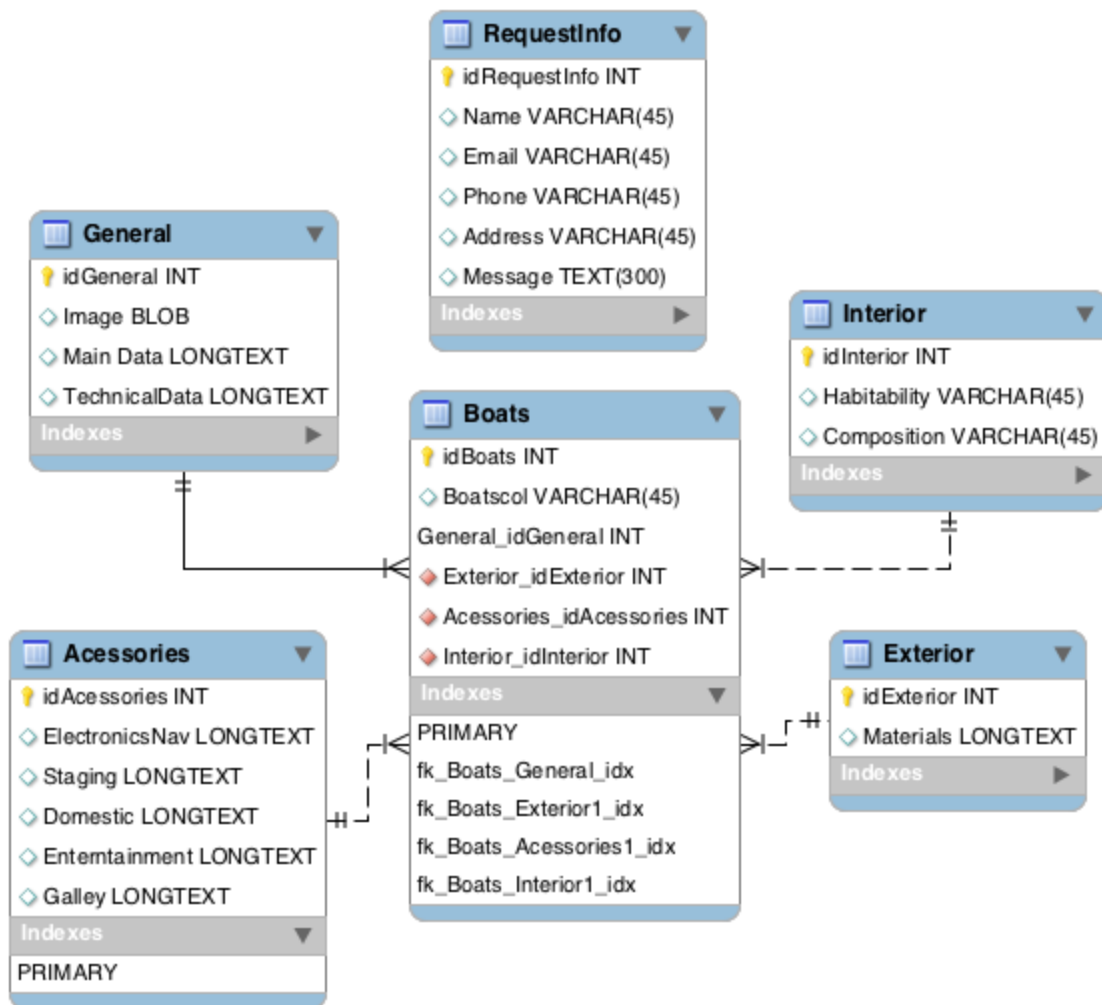 RequestInfo
idRequestInfo INT
Name VARCHAR(45)
Email VARCHAR(45)
Phone VARCHAR(45)
Address VARCHAR(45)
Message TEXT(300)
Indexes
General
idGeneral INT
Image BLOB
Main Data LONGTEXT
TechnicalData LONGTEXT
Indexes
Interior
idInterior INT
Habitability VARCHAR(45)
Composition VARCHAR(45)
Indexes
Boats
idBoats INT
Boatscol VARCHAR(45)
General_idGeneral INT
Exterior_idExterior INT
Acessories_idAcessories INT
Interior_idInterior INT
Indexes
PRIMARY
fk_Boats_General_idx
fk_Boats_Exterior1_idx
fk_Boats_Acessories1_idx
fk_Boats_Interior1_idx
Acessories
idAcessories INT
ElectronicsNav LONGTEXT
Staging LONGTEXT
Domestic LONGTEXT
Enterntainment LONGTEXT
Galley LONGTEXT
Indexes
PRIMARY
Exterior
idExterior INT
Materials LONGTEXT
Indexes